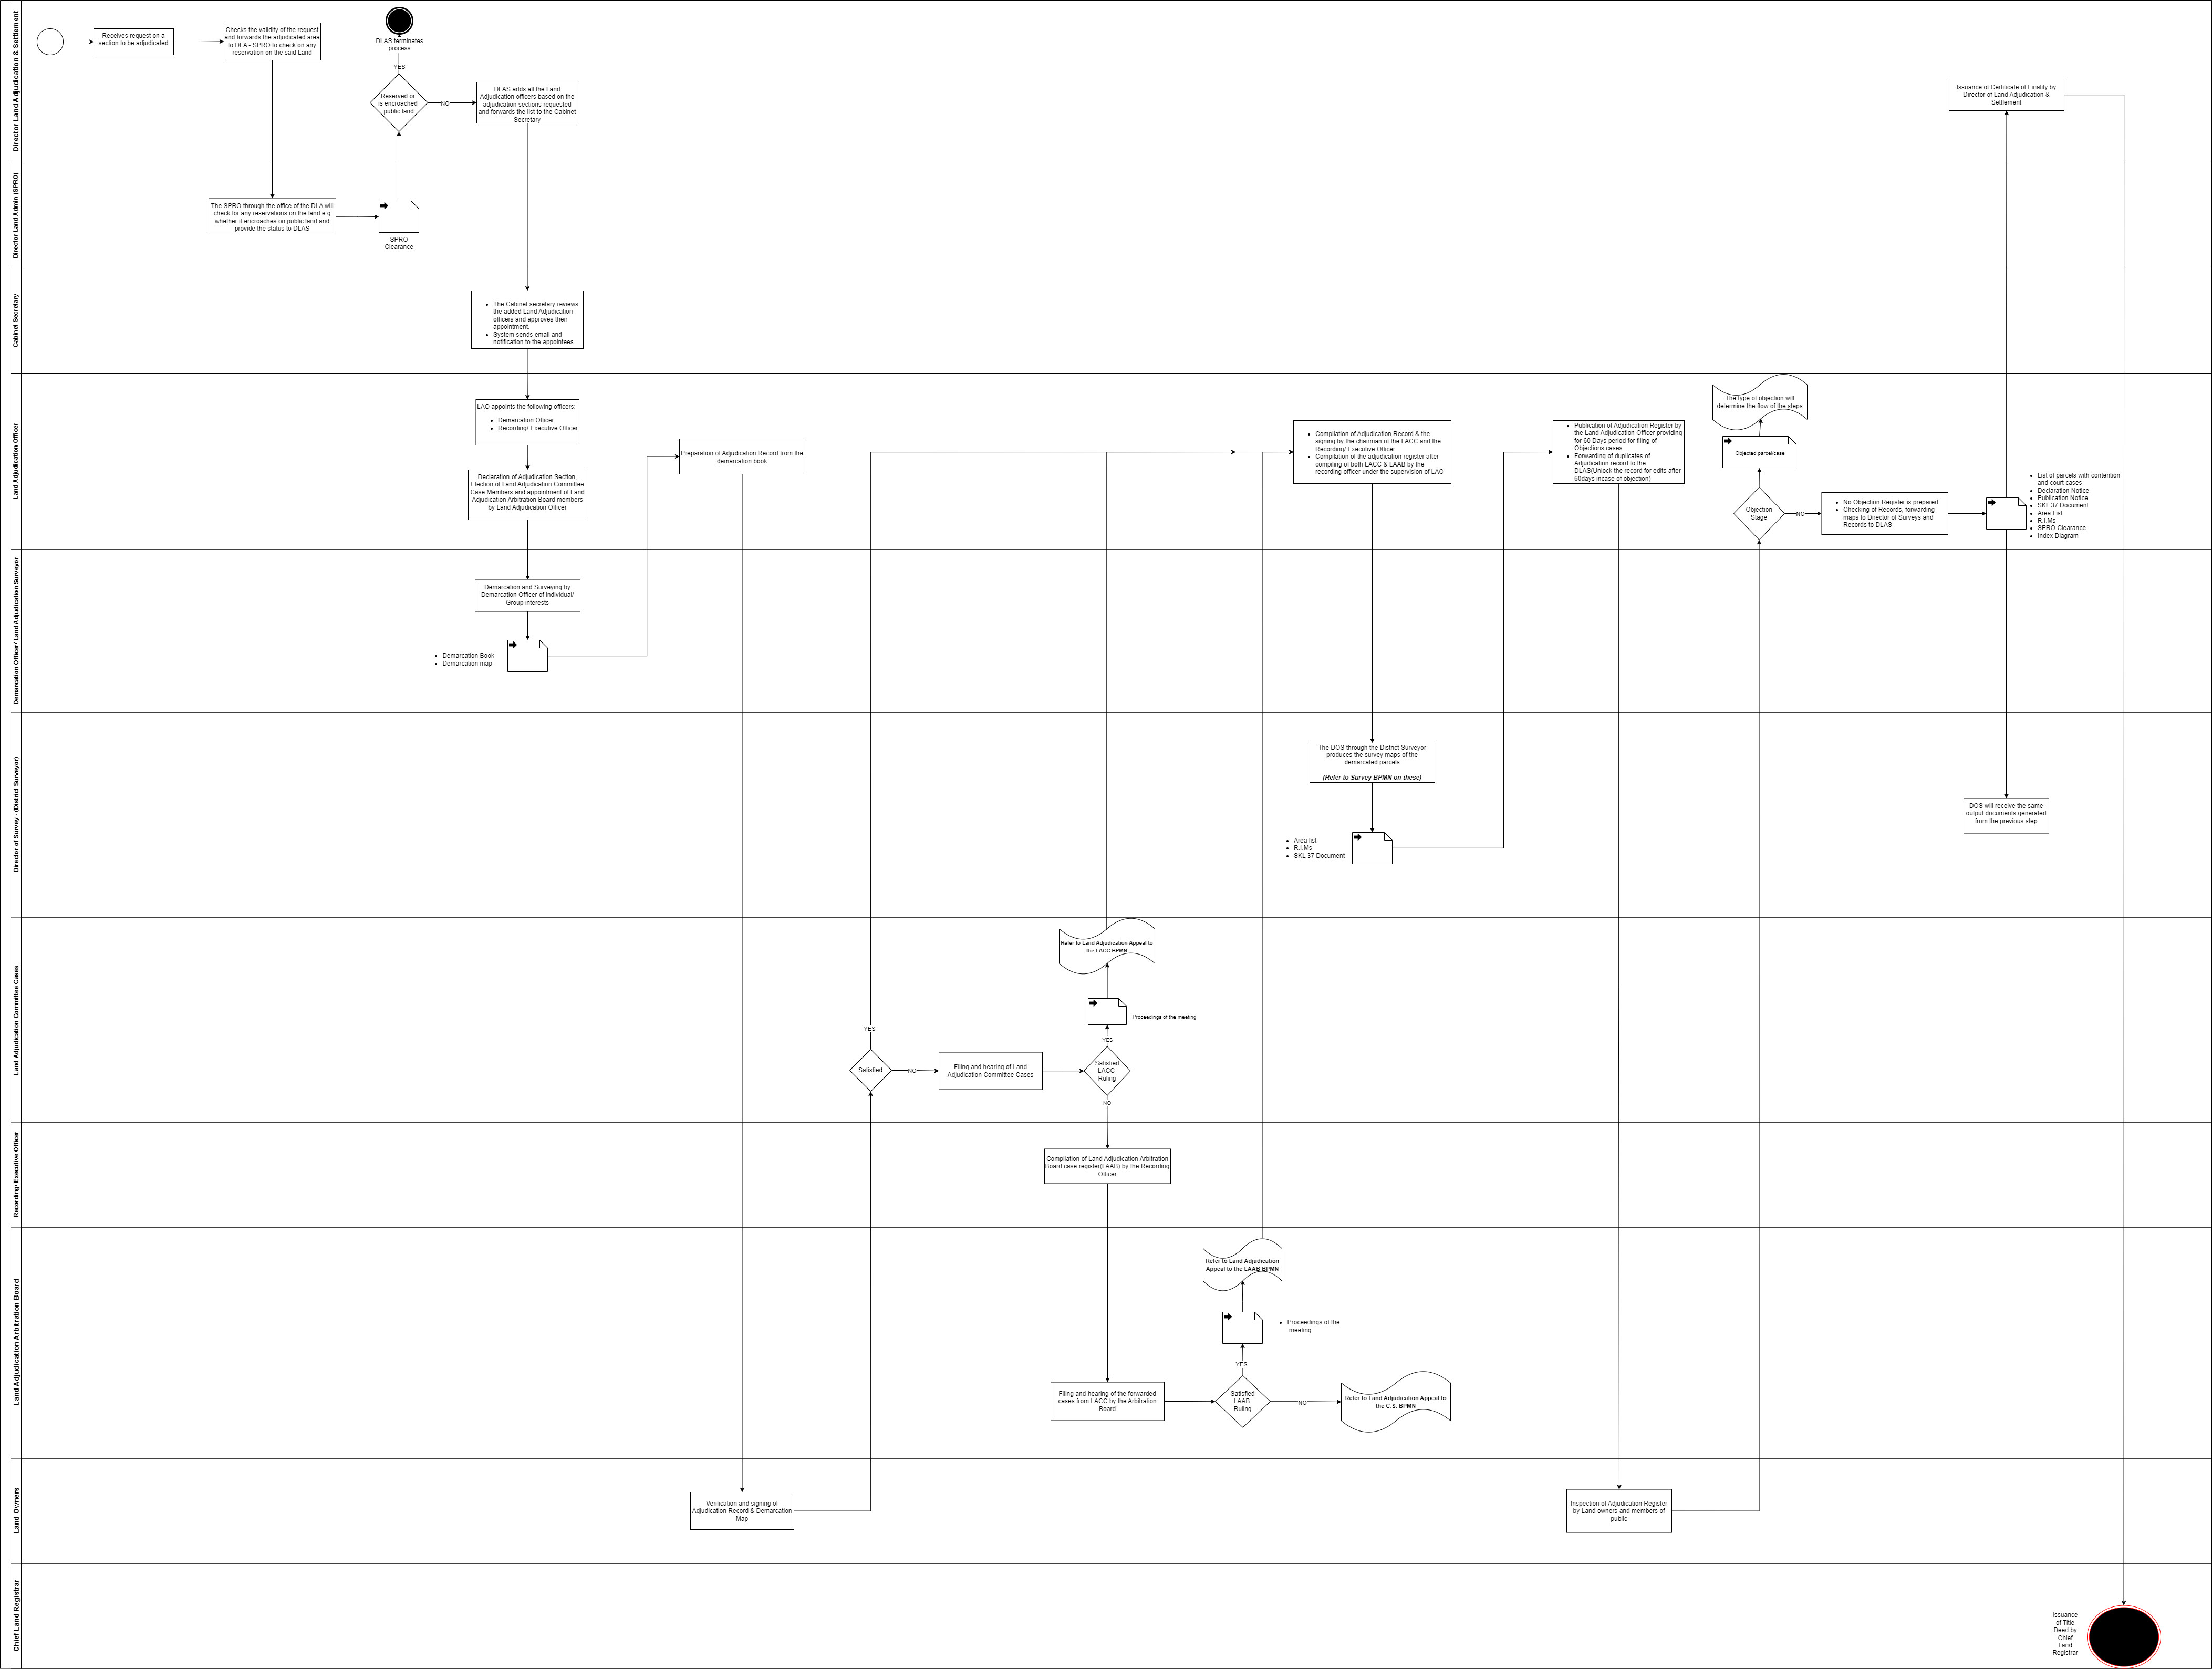 Director Land Adjudication & Settlement
Receives request on a
section to be adjudicated
Checks the validity of the request
and forwards the adjudicated area
to DLA - SPRO to check on any
reservation on the said Land
DLAS terminates
process
YES
Reserved or
is encroached
public land
NO
DLAS adds all the Land
Adjudication officers based on the
adjudication sections requested
and forwards the list to the Cabinet
Secretary
Issuance of Certificate of Finality by
Director of Land Adjudication &
Settlement
Director Land Admin (SPRO)
The SPRO through the office of the DLA will
check for any reservations on the land e.g
whether it encroaches on public land and
provide the status to DLAS
SPRO
Clearance
Cabinet Secretary
• The Cabinet secretary reviews
the added Land Adjudication
officers and approves their
appointment.
• System sends email and
notification to the appointees
Land Adjudication Officer
LAO appoints the following officers:-
• Demarcation Officer
• Recording/ Executive Officer
Declaration of Adjudication Section,
Election of Land Adjudication Committee
Case Members and appointment of Land
Adjudication Arbitration Board members
by Land Adjudication Officer
Preparation of Adjudication Record from the
demarcation book
• Compilation of Adjudication Record & the
signing by the chairman of the LACC and the
Recording/ Executive Officer
• Compilation of the adjudication register after
compiling of both LACC & LAAB by the
recording officer under the supervision of LAO
• Publication of Adjudication Register by
the Land Adjudication Officer providing
for 60 Days period for filing of
Objections cases
• Forwarding of duplicates of
Adjudication record to the
DLAS(Unlock the record for edits after
60days incase of objection)
The type of objection will
determine the flow of the steps
Objected parcel/case
Objection
Stage
NO
• No Objection Register is prepared
• Checking of Records, forwarding
maps to Director of Surveys and
Records to DLAS
• List of parcels with contention
and court cases
• Declaration Notice
• Publication Notice
• SKL 37 Document
• Area List
• R.I.Ms
• SPRO Clearance
• Index Diagram
Demarcation Officer/ Land Adjudication Surveyor
Demarcation and Surveying by
Demarcation Officer of individual/
Group interests
• Demarcation Book
• Demarcation map
Director of Survey - (District Surveyor)
The DOS through the District Surveyor
produces the survey maps of the
demarcated parcels
(Refer to Survey BPMN on these)
• Area list
• R.I.Ms
• SKL 37 Document
DOS will receive the same
output documents generated
from the previous step
Land Adjudication Committee Cases
Refer to Land Adjudication Appeal to
the LACC BPMN
Proceedings of the meeting
YES
YES
Satisfied
NO
Filing and hearing of Land
Adjudication Committee Cases
Satisfied
LACC
Ruling
NO
Recording/ Executive Officer
Compilation of Land Adjudication Arbitration
Board case register(LAAB) by the Recording
Officer
Land Adjudication Arbitration Board
Refer to Land Adjudication
Appeal to the LAAB BPMN
• Proceedings of the
meeting
YES
Filing and hearing of the forwarded
cases from LACC by the Arbitration
Board
Satisfied
LAAB
Ruling
NO
Refer to Land Adjudication Appeal to
the C.S. BPMN
Land Owners
Verification and signing of
Adjudication Record & Demarcation
Map
Inspection of Adjudication Register
by Land owners and members of
public
Chief Land Registrar
Issuance
of Title
Deed by
Chief
Land
Registrar